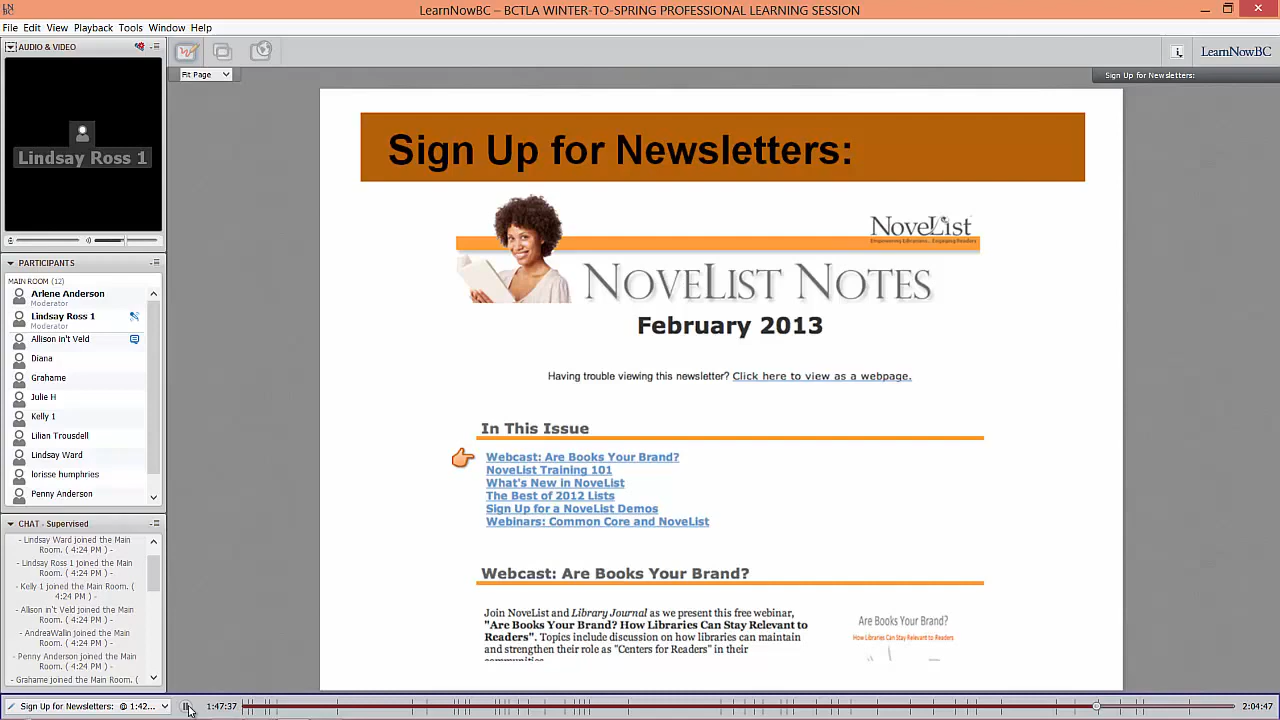 LearnNowBC – BCTLA WINTER-TO-SPRING PROFESSIONAL LEARNING SESSION
File Edit View Playback Tools Window Help
AUDIO & VIDEO
LearnNowBC
Fit Page
Sign Up for Newsletters:
Lindsay Ross 1
PARTICIPANTS
MAIN ROOM (12)
Arlene Anderson
Moderator
Lindsay Ross 1
Moderator
Allison in't Veld
Diana
Grahame
Julie H
Kelly 1
Lilian Trousdell
Lindsay Ward
lorisse humphries
Penny Anderson
CHAT - Supervised
- Lindsay Ward joined the Main
Room. ( 4:24 PM ) -
- Lindsay Ross 1 joined the Main
Room. ( 4:24 PM ) -
- Kelly 1 joined the Main Room. (
4:24 PM ) -
- Allison in't Veld joined the Main
Room. ( 4:24 PM ) -
- AndreaWallin joined the Main
Room. ( 4:24 PM ) -
- Penny Anderson joined the Main
Room. ( 4:24 PM ) -
- Grahame joined the Main Room. (
Sign Up for Newsletters:
NoveList
Empowering Librarians... Engaging Readers
NOVELIST NOTES
February 2013
Having trouble viewing this newsletter? Click here to view as a webpage.
In This Issue
Webcast: Are Books Your Brand?
NoveList Training 101
What's New in NoveList
The Best of 2012 Lists
Sign Up for a NoveList Demos
Webinars: Common Core and NoveList
Webcast: Are Books Your Brand?
Join NoveList and Library Journal as we present this free webinar,
"Are Books Your Brand? How Libraries Can Stay Relevant to
Readers". Topics include discussion on how libraries can maintain
and strengthen their role as "Centers for Readers" in their
communities.
Are Books Your Brand?
How Libraries Can Stay Relevant to Readers
Sign Up for Newsletters: @ 1:42...
1:47:37
2:04:47